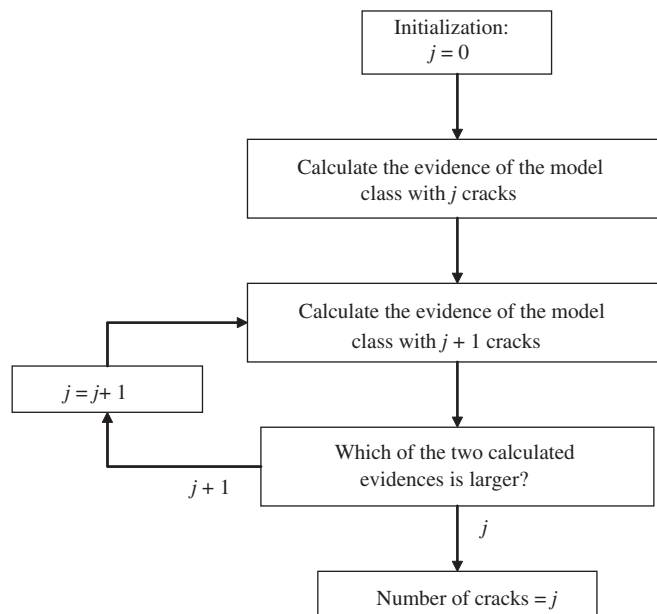 Initialization:
j = 0
Calculate the evidence of the model
class with j cracks
Calculate the evidence of the model
class with j + 1 cracks
j = j+ 1
Which of the two calculated
evidences is larger?
j + 1
j
Number of cracks = j